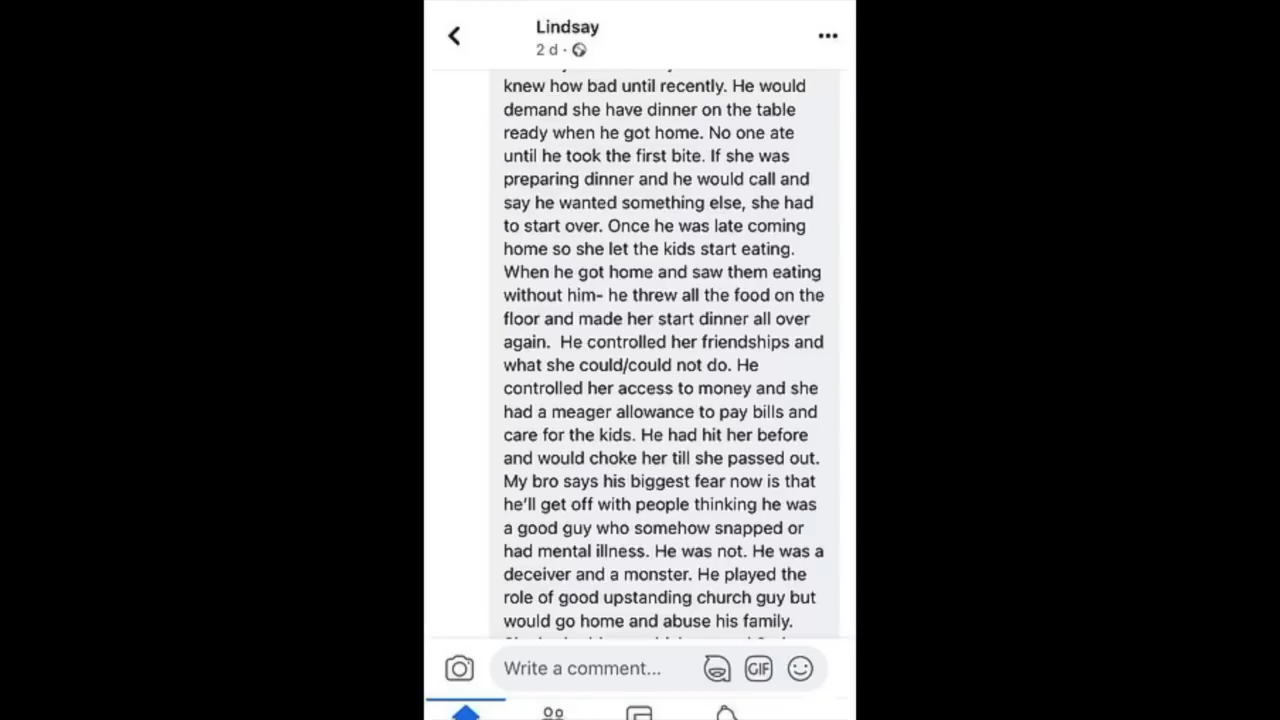 Lindsay
2 d ·
knew how bad until recently. He would
demand she have dinner on the table
ready when he got home. No one ate
until he took the first bite. If she was
preparing dinner and he would call and
say he wanted something else, she had
to start over. Once he was late coming
home so she let the kids start eating.
When he got home and saw them eating
without him- he threw all the food on the
floor and made her start dinner all over
again.  He controlled her friendships and
what she could/could not do. He
controlled her access to money and she
had a meager allowance to pay bills and
care for the kids. He had hit her before
and would choke her till she passed out.
My bro says his biggest fear now is that
he'll get off with people thinking he was
a good guy who somehow snapped or
had mental illness. He was not. He was a
deceiver and a monster. He played the
role of good upstanding church guy but
would go home and abuse his family.
Write a comment...
GIF